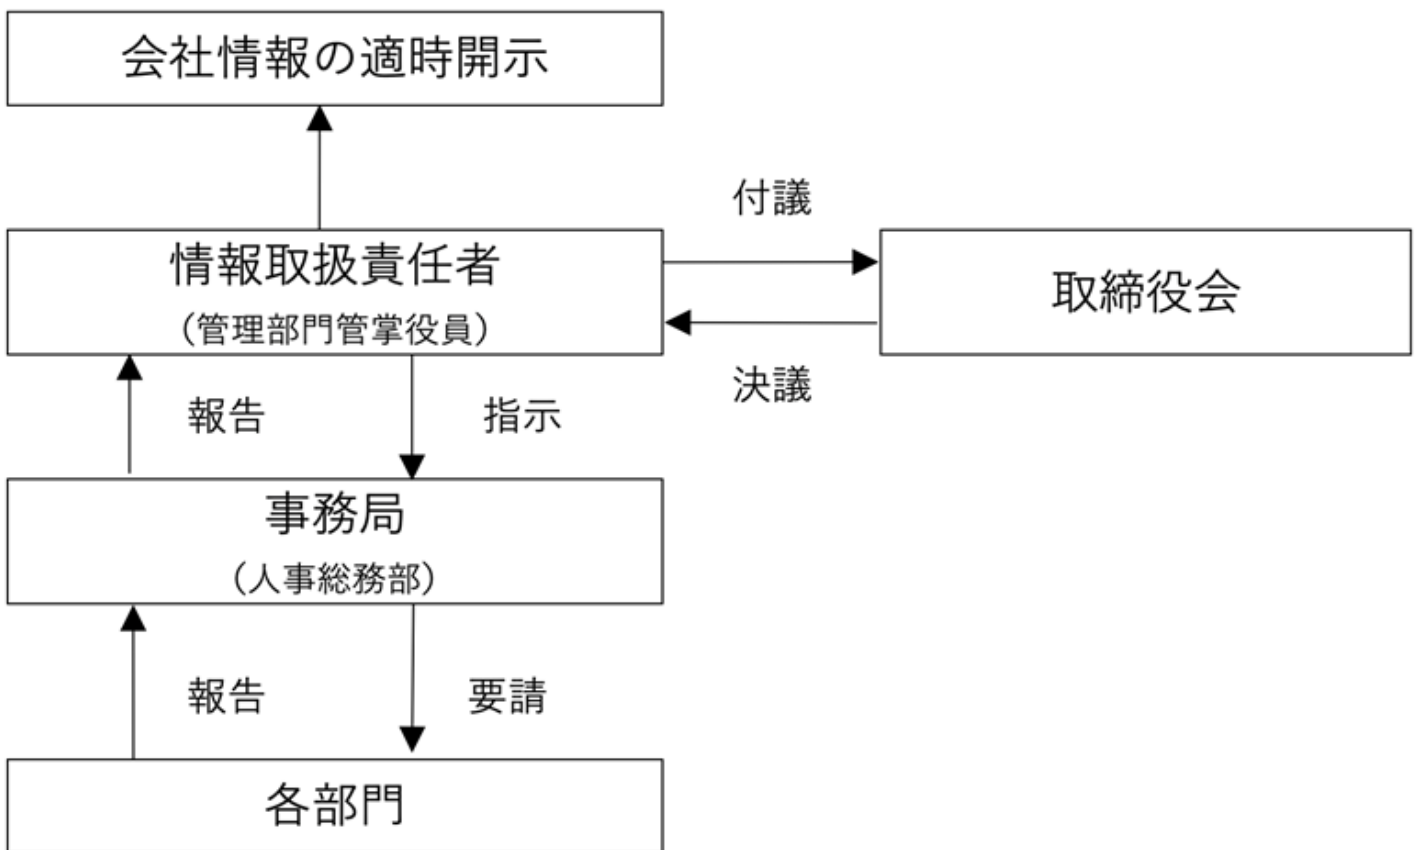 会社情報の適時開示
付議
情報取扱責任者
（管理部門管掌役員）
取締役会
決議
報告
指示
事務局
（人事総務部）
報告
要請
各部門